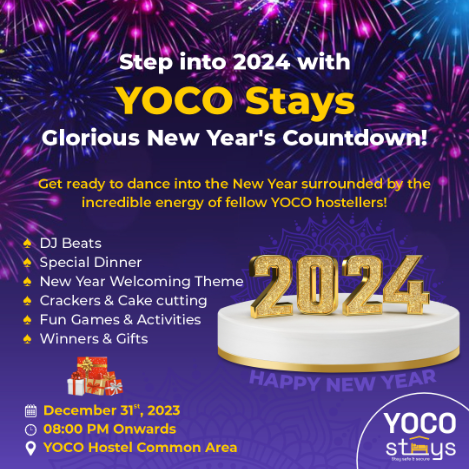 Step into 2024 with
YOCO Stays
Glorious New Year's Countdown!
Get ready to dance into the New Year surrounded by the
incredible energy of fellow YOCO hostellers!
DJ Beats
Special Dinner
New Year Welcoming Theme
Crackers & Cake cutting
Fun Games & Activities
Winners & Gifts
2024
HAPPY NEW YEAR
December 31st, 2023
08:00 PM Onwards
YOCO Hostel Common Area
YOCO
stays
Stay safe & secure